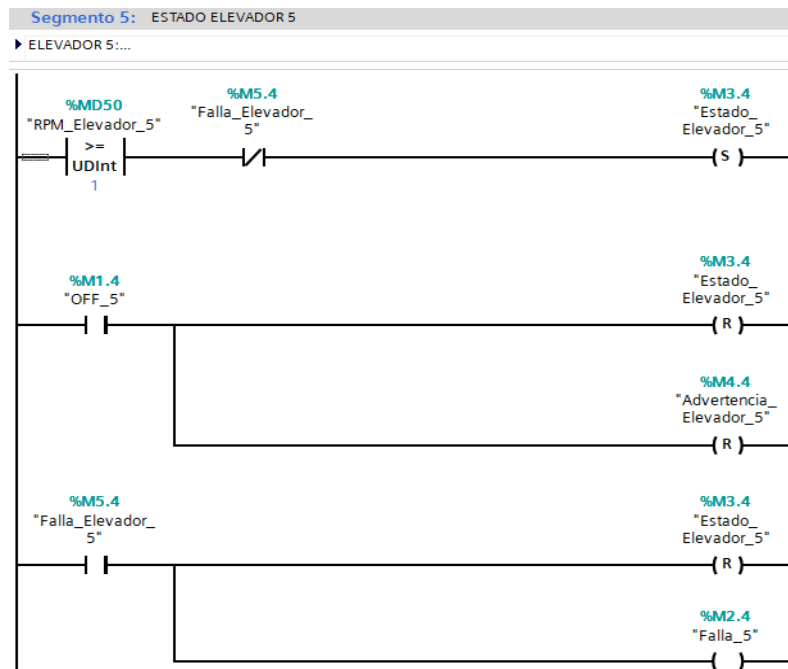 Segmento 5: ESTADO ELEVADOR 5
ELEVADOR 5:...
%MD50
"RPM_Elevador_5"
>=
UDInt
1
%M5.4
"Falla_Elevador_
5"
%M3.4
"Estado_
Elevador_5"
S
%M1.4
"OFF_5"
%M3.4
"Estado_
Elevador_5"
R
%M4.4
"Advertencia_
Elevador_5"
R
%M5.4
"Falla_Elevador_
5"
%M3.4
"Estado_
Elevador_5"
R
%M2.4
"Falla_5"